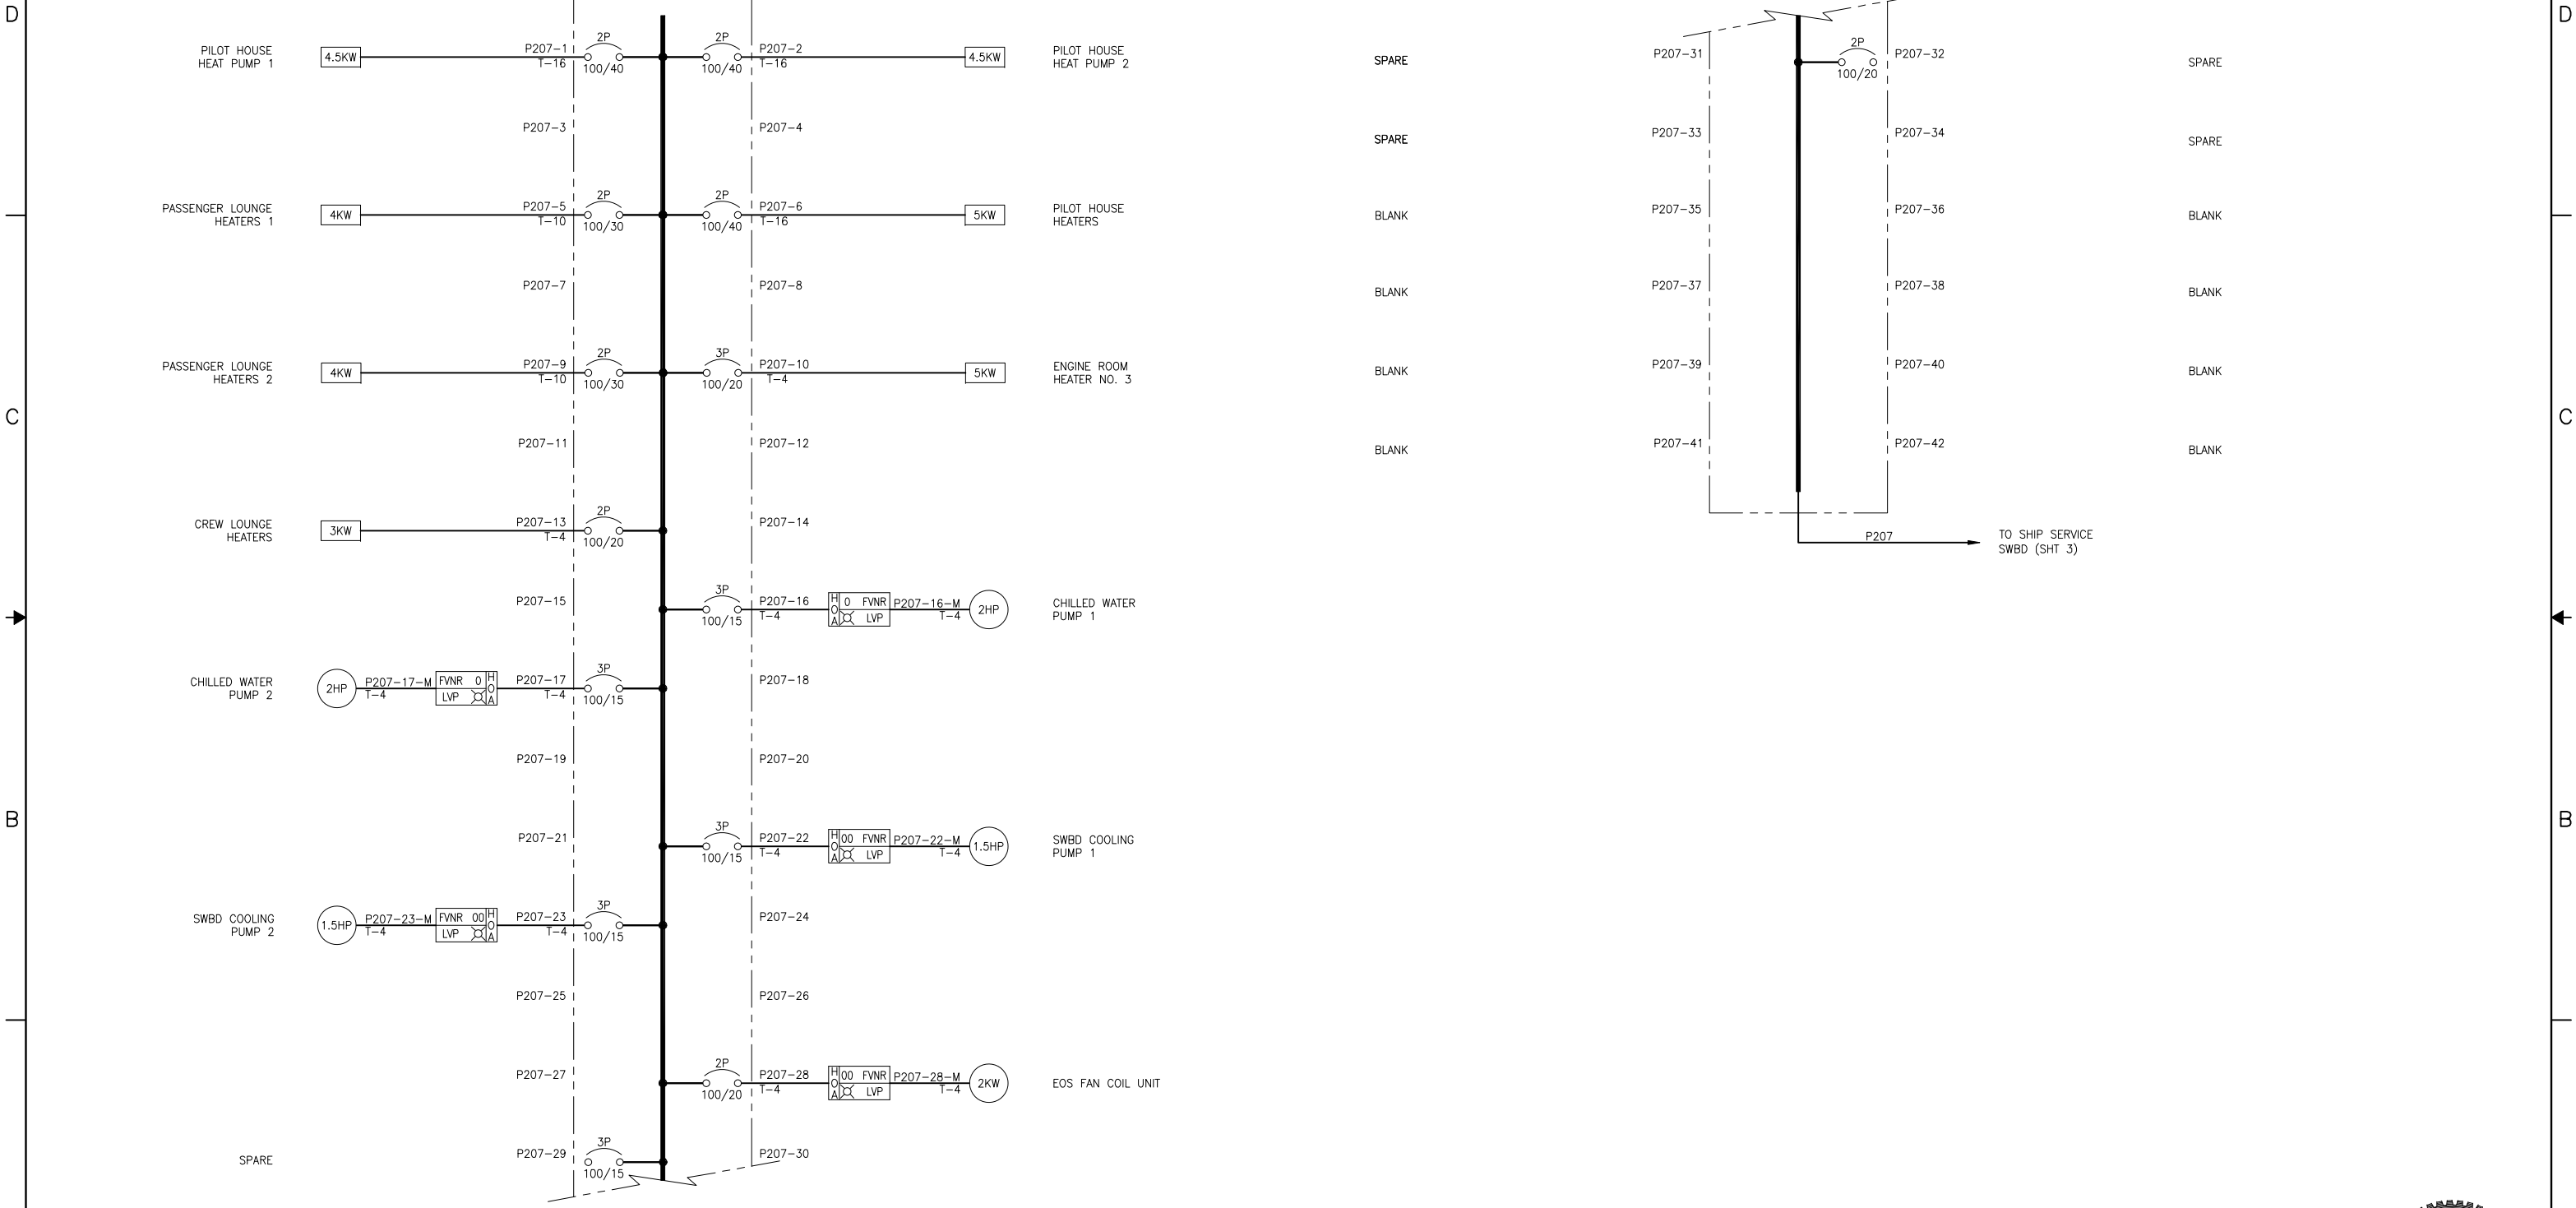 D
D
PILOT HOUSE
HEAT PUMP 1
4.5KW
P207-1
T-16
2P
100/40
2P
100/40
P207-2
T-16
4.5KW
PILOT HOUSE
HEAT PUMP 2
P207-3
P207-4
PASSENGER LOUNGE
HEATERS 1
4KW
P207-5
T-10
2P
100/30
2P
100/40
P207-6
T-16
5KW
PILOT HOUSE
HEATERS
P207-7
P207-8
PASSENGER LOUNGE
HEATERS 2
4KW
P207-9
T-10
2P
100/30
3P
100/20
P207-10
T-4
5KW
ENGINE ROOM
HEATER NO. 3
C
C
P207-11
P207-12
CREW LOUNGE
HEATERS
3KW
P207-13
T-4
2P
100/20
P207-14
P207-15
3P
100/15
P207-16
T-4
H
O
A
0 FVNR
LVP
P207-16-M
T-4
2HP
CHILLED WATER
PUMP 1
CHILLED WATER
PUMP 2
2HP
P207-17-M
T-4
FVNR 0
LVP
H
O
A
P207-17
T-4
3P
100/15
P207-18
P207-19
P207-20
B
B
P207-21
3P
100/15
P207-22
T-4
H
O
A
00 FVNR
LVP
P207-22-M
T-4
1.5HP
SWBD COOLING
PUMP 1
SWBD COOLING
PUMP 2
1.5HP
P207-23-M
T-4
FVNR 00
LVP
H
O
A
P207-23
T-4
3P
100/15
P207-24
P207-25
P207-26
P207-27
2P
100/20
P207-28
T-4
H
O
A
00 FVNR
LVP
P207-28-M
T-4
2KW
EOS FAN COIL UNIT
SPARE
P207-29
3P
100/15
P207-30
SPARE
P207-31
2P
100/20
P207-32
SPARE
SPARE
P207-33
P207-34
SPARE
BLANK
P207-35
P207-36
BLANK
BLANK
P207-37
P207-38
BLANK
BLANK
P207-39
P207-40
BLANK
BLANK
P207-41
P207-42
BLANK
P207
TO SHIP SERVICE
SWBD (SHT 3)